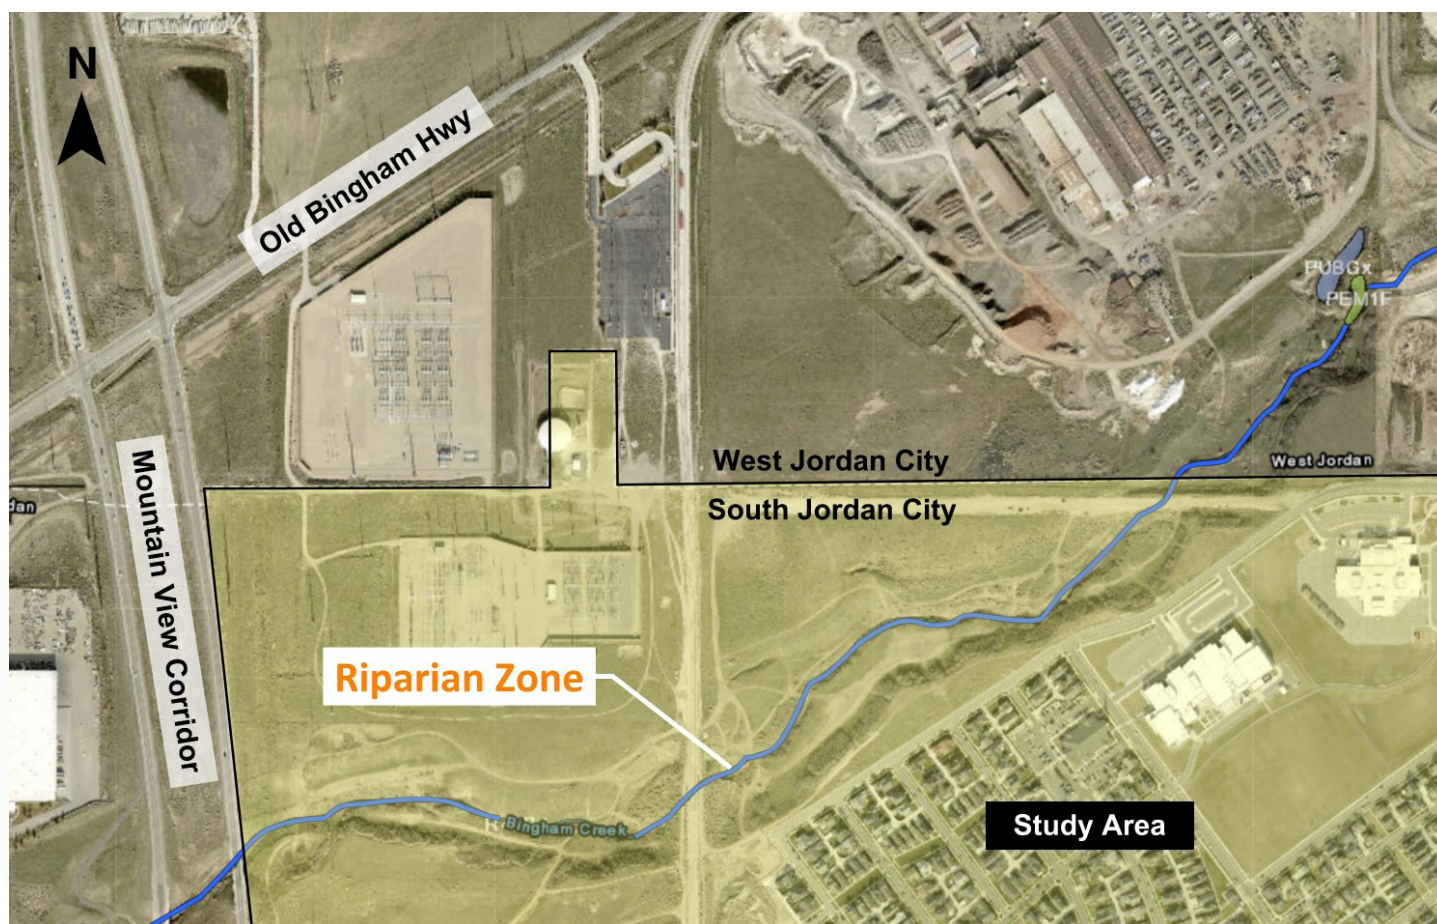 N
Old Bingham Hwy
PUBGx
PEM1F
West Jordan City
West Jordan
South Jordan City
dan
Mountain View Corridor
Riparian Zone
R
Bingham Creek
Study Area